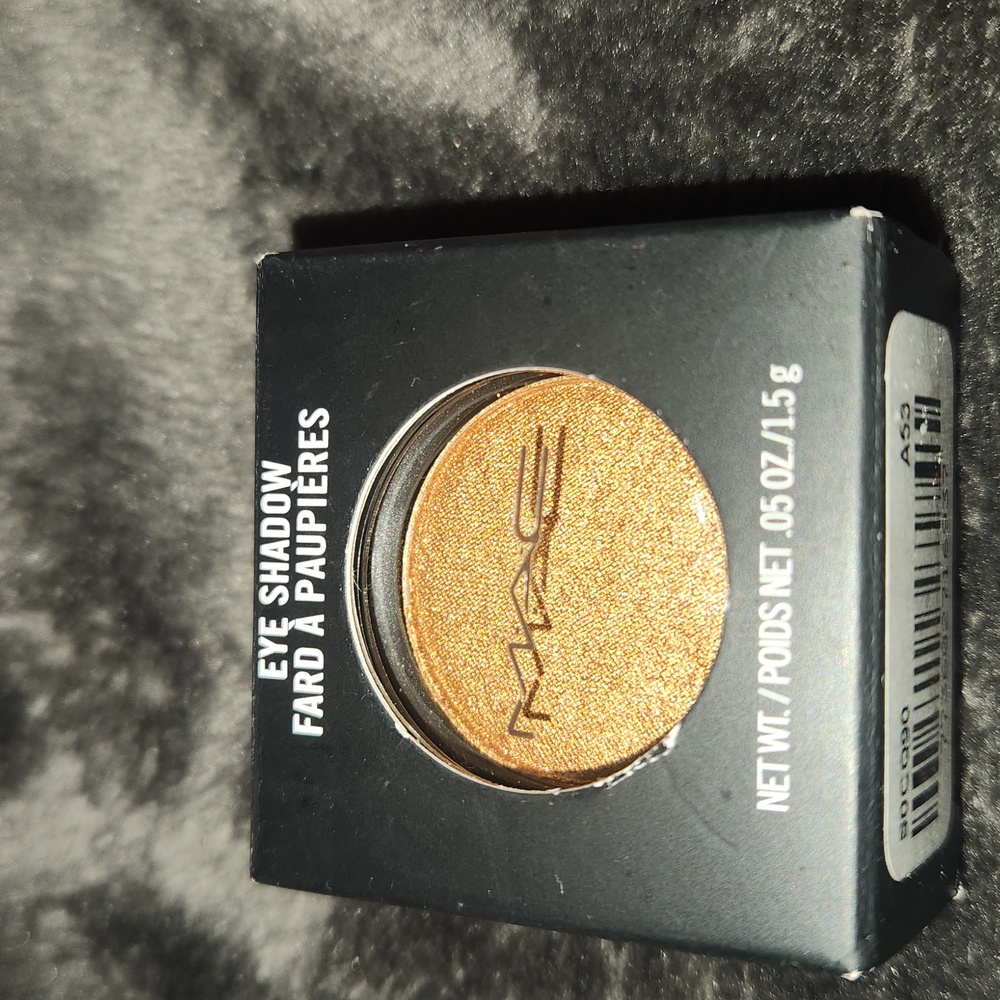 EYE SHADOW
FARD À PAUPIÈRES
MAC
NET WT. / POIDS NET .05 OZ./1.5 g
A53